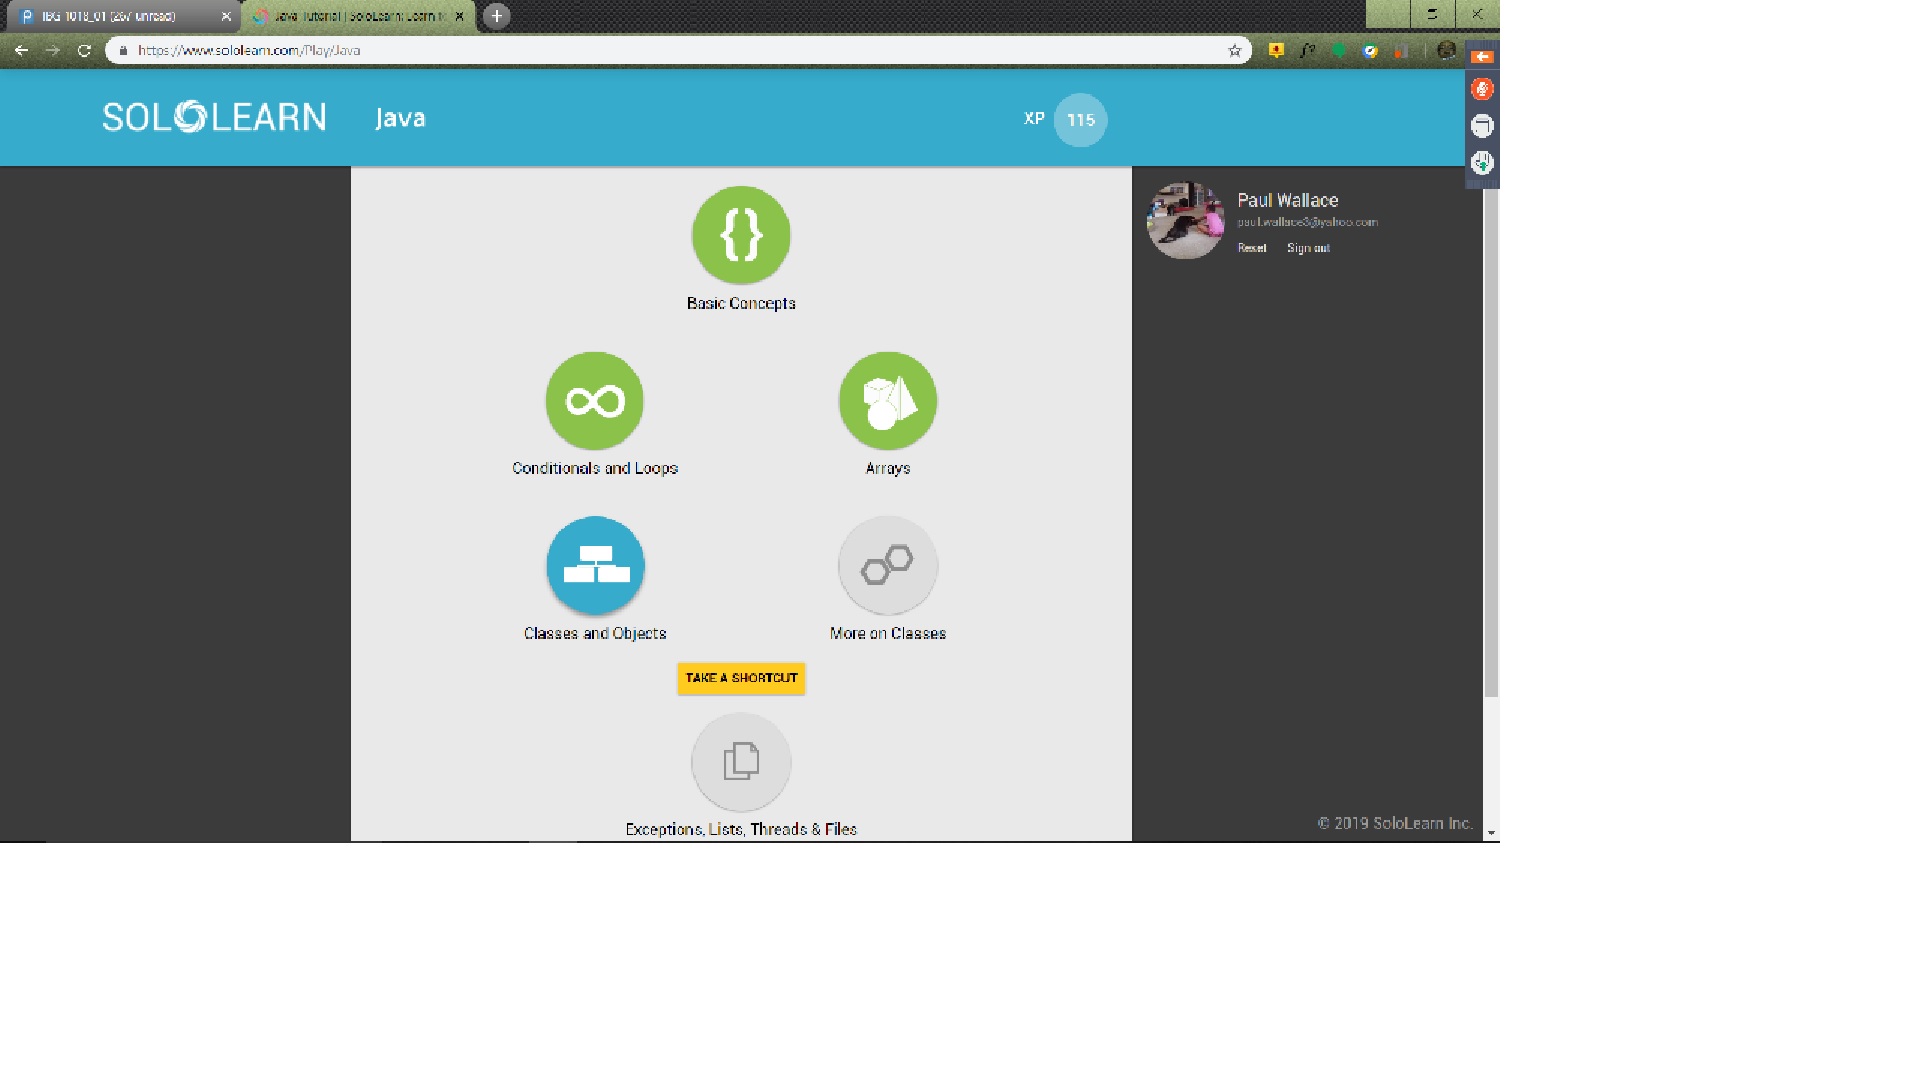 IBG 1018_01 (267 unread)
Java Tutorial | SoloLearn: Learn t
https://www.sololearn.com/Play/Java
SOLOLEARN
Java
XP 115
Paul Wallace
paul.wallace3@yahoo.com
Reset Sign out
Basic Concepts
Conditionals and Loops
Arrays
Classes and Objects
More on Classes
TAKE A SHORTCUT
Exceptions, Lists, Threads & Files
© 2019 SoloLearn Inc.